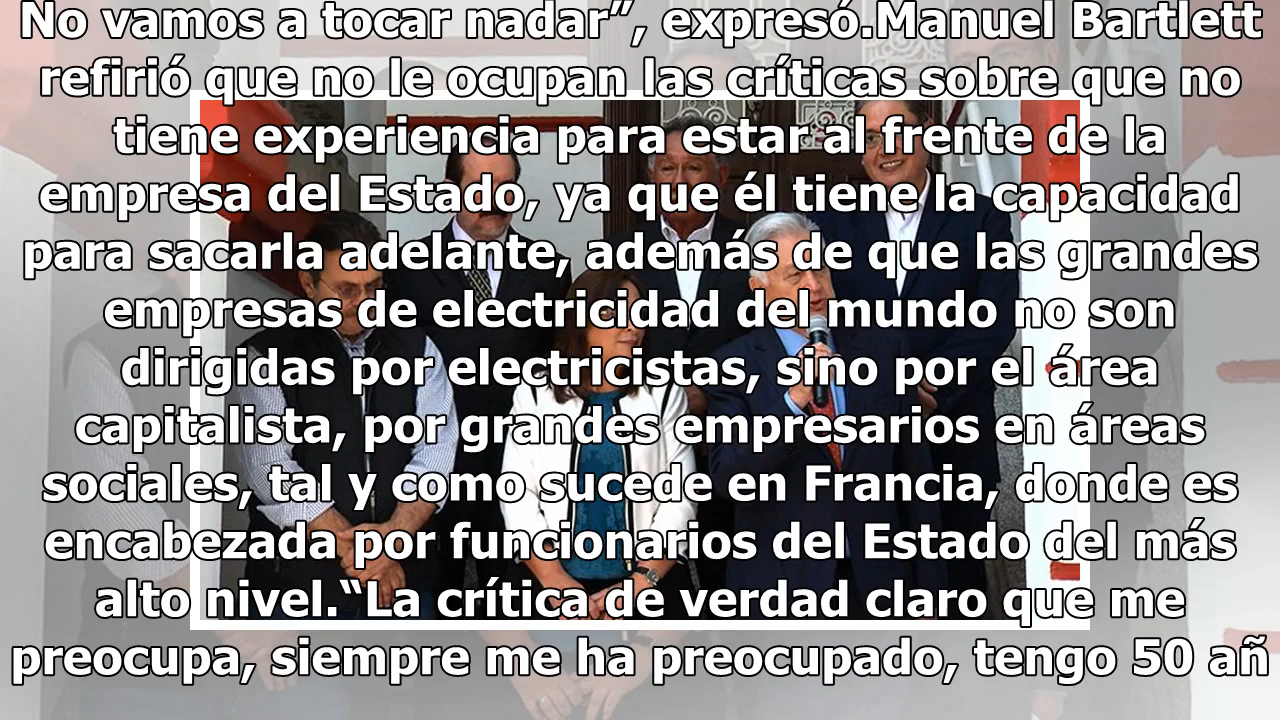 No vamos a tocar nadar”, expresó.Manuel Bartlett
refirió que no le ocupan las críticas sobre que no
tiene experiencia para estar al frente de la
empresa del Estado, ya que él tiene la capacidad
para sacarla adelante, además de que las grandes
empresas de electricidad del mundo no son
dirigidas por electricistas, sino por el área
capitalista, por grandes empresarios en áreas
sociales, tal y como sucede en Francia, donde es
encabezada por funcionarios del Estado del más
alto nivel.“La crítica de verdad claro que me
preocupa, siempre me ha preocupado, tengo 50 añ